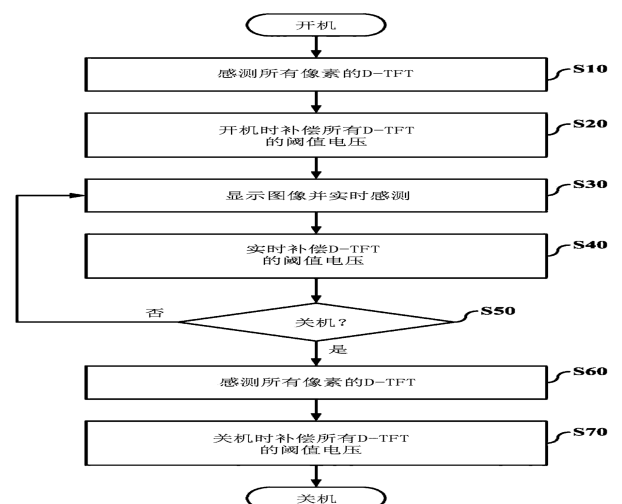 开机
感测所有像素的D-TFT
S10
开机时补偿所有D-TFT
的阈值电压
S20
显示图像并实时感测
S30
实时补偿D-TFT
的阈值电压
S40
关机?
S50
否
是
感测所有像素的D-TFT
S60
关机时补偿所有D-TFT
的阈值电压
S70
关机